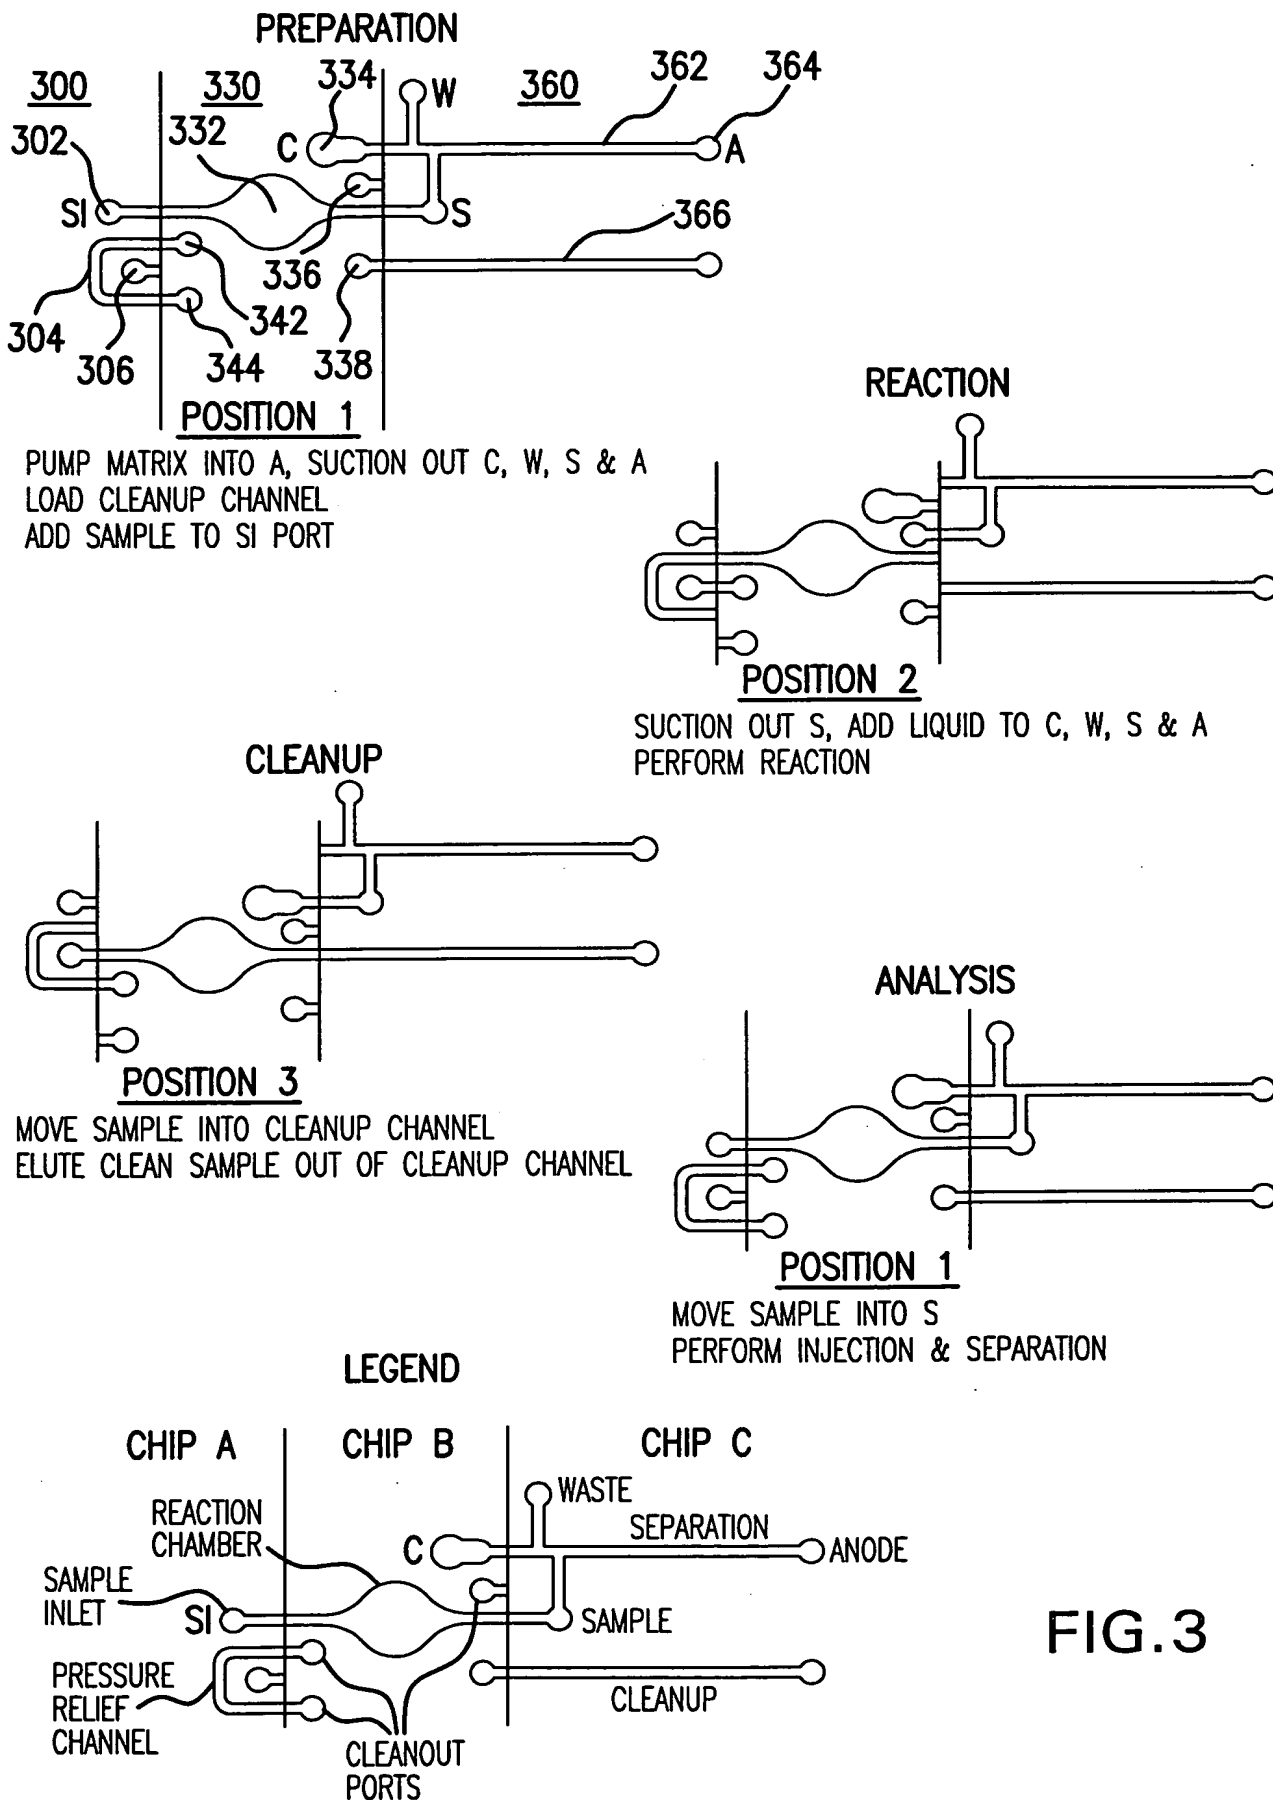 PREPARATION
300
330
334
W
360
362
364
302
332
C
A
SI
S
366
336
304
306
342
344
338
POSITION 1
PUMP MATRIX INTO A, SUCTION OUT C, W, S & A
LOAD CLEANUP CHANNEL
ADD SAMPLE TO SI PORT
REACTION
POSITION 2
SUCTION OUT S, ADD LIQUID TO C, W, S & A
PERFORM REACTION
CLEANUP
POSITION 3
MOVE SAMPLE INTO CLEANUP CHANNEL
ELUTE CLEAN SAMPLE OUT OF CLEANUP CHANNEL
ANALYSIS
POSITION 1
MOVE SAMPLE INTO S
PERFORM INJECTION & SEPARATION
LEGEND
CHIP A
CHIP B
CHIP C
REACTION
CHAMBER
C
WASTE
SEPARATION
ANODE
SAMPLE
INLET
SI
SAMPLE
PRESSURE
RELIEF
CHANNEL
CLEANOUT
PORTS
CLEANUP
FIG.3